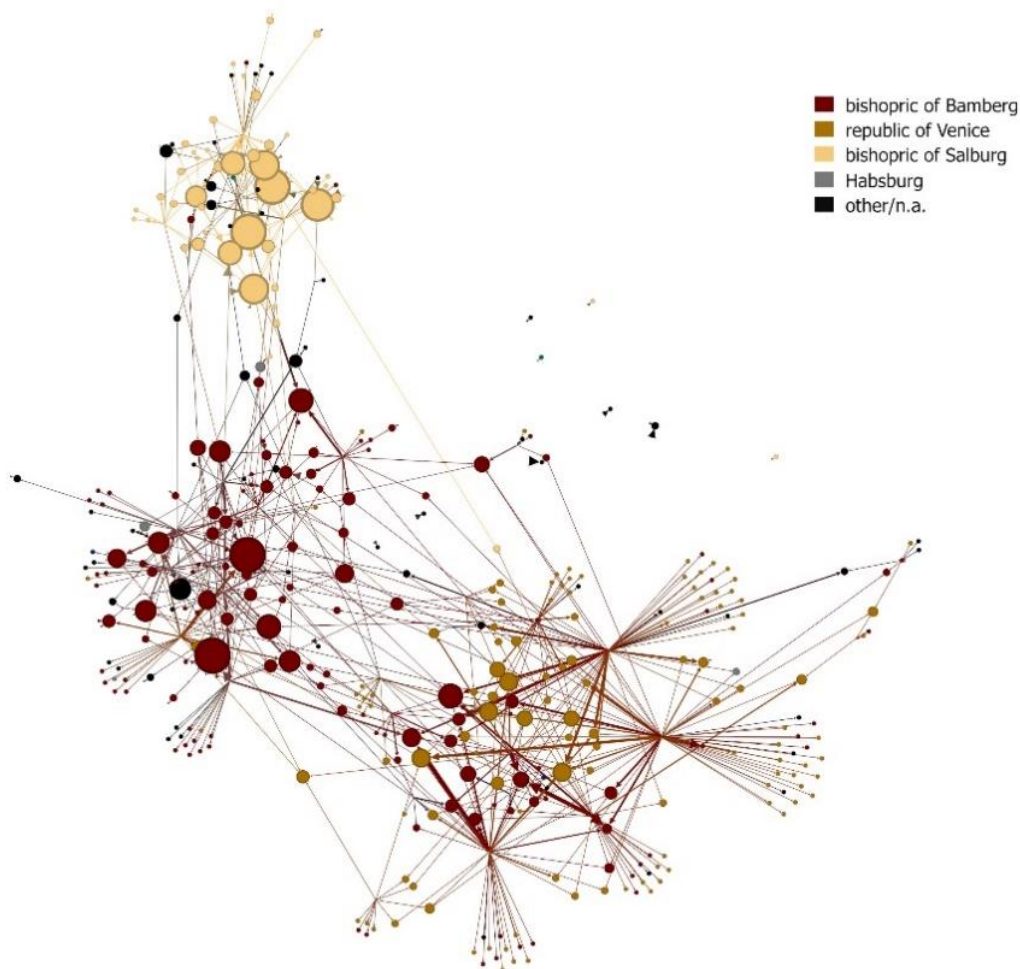 bishopric of Bamberg
republic of Venice
bishopric of Salburg
Habsburg
other/n.a.